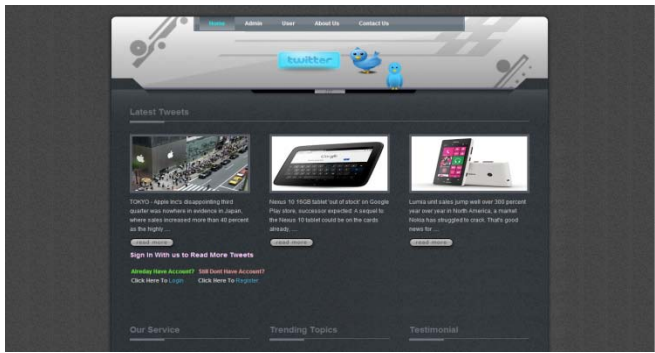 Home Admin User About Us Contact Us
twitter
Latest Tweets
TOKYO - Apple Inc's disappointing third
quarter was nowhere in evidence in Japan,
where sales increased more than 40 percent
as the highly ....
read more
Nexus 10 16GB tablet 'out of stock' on Google
Play store, successor expected. A sequel to
the Nexus 10 tablet could be on the cards
already, ....
read more
Lumia unit sales jump well over 300 percent
year over year in North America, a market
Nokia has struggled to crack. That's good
news for ....
read more
Sign In With us to Read More Tweets
Already Have Account? Still Dont Have Account?
Click Here To Login Click Here To Register
Our Service
Trending Topics
Testimonial